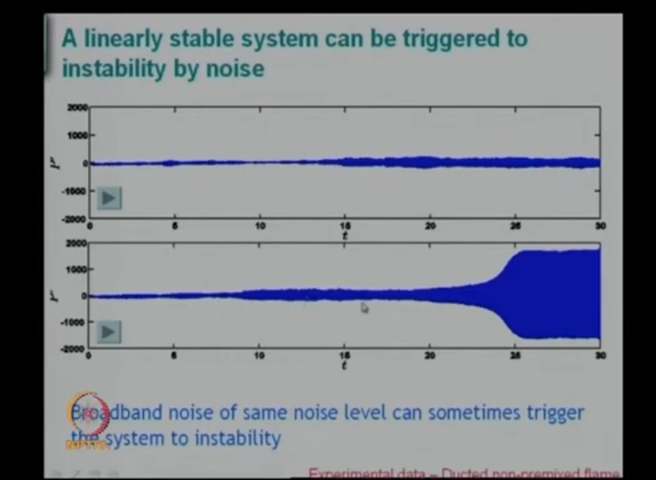 A linearly stable system can be triggered to
instability by noise
2000
1000
0
-1000
-2000
0 5 10 15 20 25 30
t
2000
1000
0
-1000
-2000
0 5 10 15 20 25 30
t
Broadband noise of same noise level can sometimes trigger
the system to instability
NPTEL
Experimental data – Ducted non-premixed flame